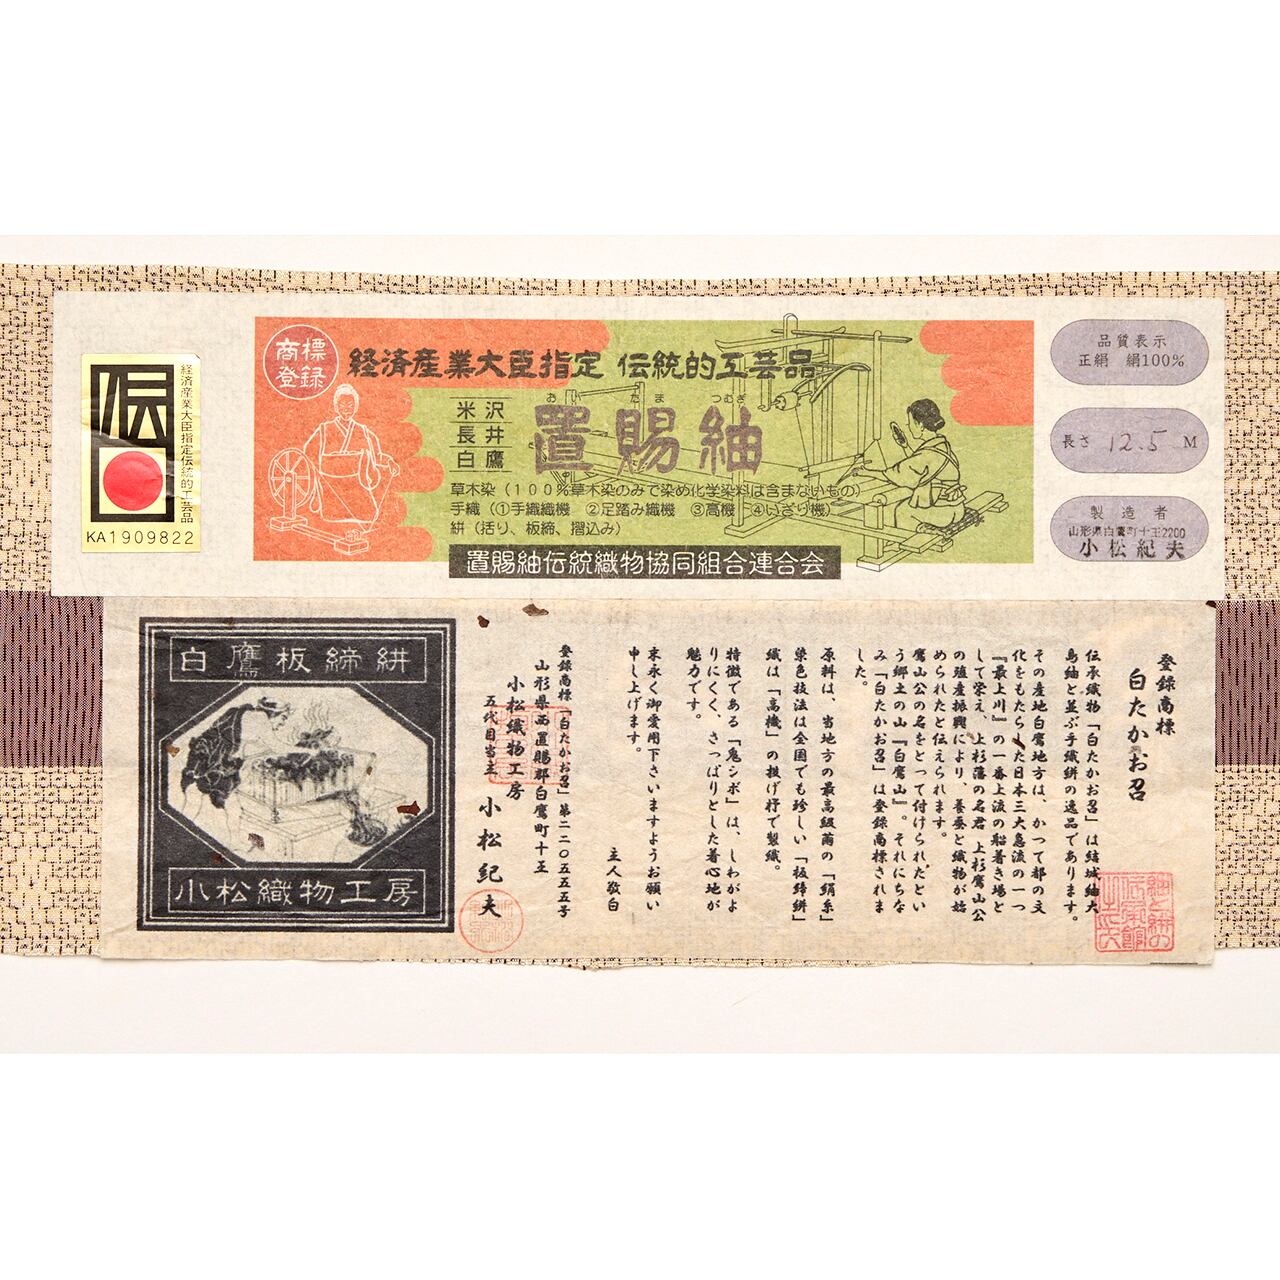 伝
経済産業大臣指定伝統的工芸品
KA1909822
商標
登録
経済産業大臣指定 伝統的工芸品
米沢
長井
白鷹
おいたまつむぎ
置賜紬
草木染(100%草木染のみで染め化学染料は含まないもの)
手織(①手織織機 ②足踏み織機 ③高機 ④いざり機)
絣(括り、板締、摺込み)
置賜紬伝統織物協同組合連合会
品質表示
正絹 絹100%
長さ 12.5 M
製造者
山形県白鷹町十王2200
小松紀夫
登録商標
白たかお召
伝承織物「白たかお召」は結城紬大
島紬と並ぶ手織絣の逸品であります。
その産地白鷹地方は、かつて都の文
化をもたらした日本三大急流の一つ
『最上川』の一番上流の船着き場と
して栄え、上杉藩の名君 上杉鷹山公
の殖産振興により、養蚕と織物が始
められたと伝えられます。
鷹山公の名をとって付けられたとい
う郷土の山『白鷹山』。それにちな
み「白たかお召」は登録商標されま
した。
原料は、当地方の最高級繭の「絹糸」
染色技法は全国でも珍しい「板締絣」
織は、「高機」の投げ杼で製織。
特徴である「鬼シボ」は、しわがよ
りにくく、さっぱりとした着心地が
魅力です。
末永く御愛用下さいますようお願い
申し上げます。
主人敬白
登録商標「白たかお召」第二二〇五五五号
山形県西置賜郡白鷹町十王
小松織物工房
五代目当主 小松紀夫
白鷹板締絣
小松織物工房